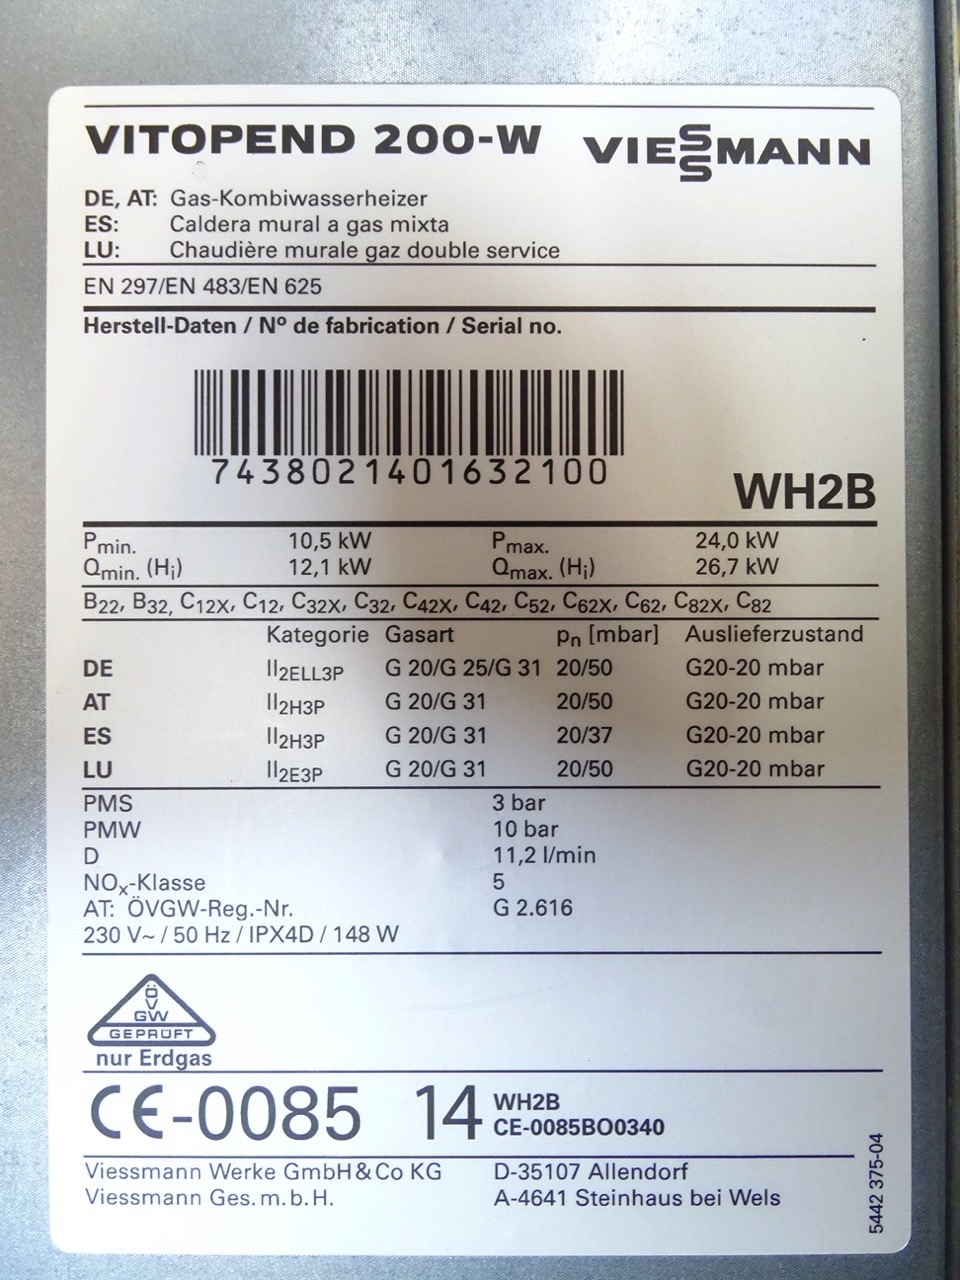 VITOPEND 200-W VIESSMANN
DE, AT: Gas-Kombiwasserheizer
ES: Caldera mural a gas mixta
LU: Chaudière murale gaz double service
EN 297/EN 483/EN 625
Herstell-Daten / Nº de fabrication / Serial no.
7438021401632100
WH2B
Pmin. 10,5 kW Pmax. 24,0 kW
Qmin. (Hi) 12,1 kW Qmax. (Hi) 26,7 kW
B22, B32, C12X, C12, C32X, C32, C42X, C42, C52, C62X, C62, C82X, C82
Kategorie Gasart pn [mbar] Auslieferzustand
DE II2ELL3P G 20/G 25/G 31 20/50 G20-20 mbar
AT II2H3P G 20/G 31 20/50 G20-20 mbar
ES II2H3P G 20/G 31 20/37 G20-20 mbar
LU II2E3P G 20/G 31 20/50 G20-20 mbar
PMS 3 bar
PMW 10 bar
D 11,2 l/min
NOx-Klasse 5
AT: ÖVGW-Reg.-Nr. G 2.616
230 V~ / 50 Hz / IPX4D / 148 W
Ö
V
GW
GEPRÜFT
nur Erdgas
CE-0085 14 WH2B
CE-0085BO0340
Viessmann Werke GmbH&Co KG D-35107 Allendorf
Viessmann Ges.m.b.H. A-4641 Steinhaus bei Wels
5442 375-04